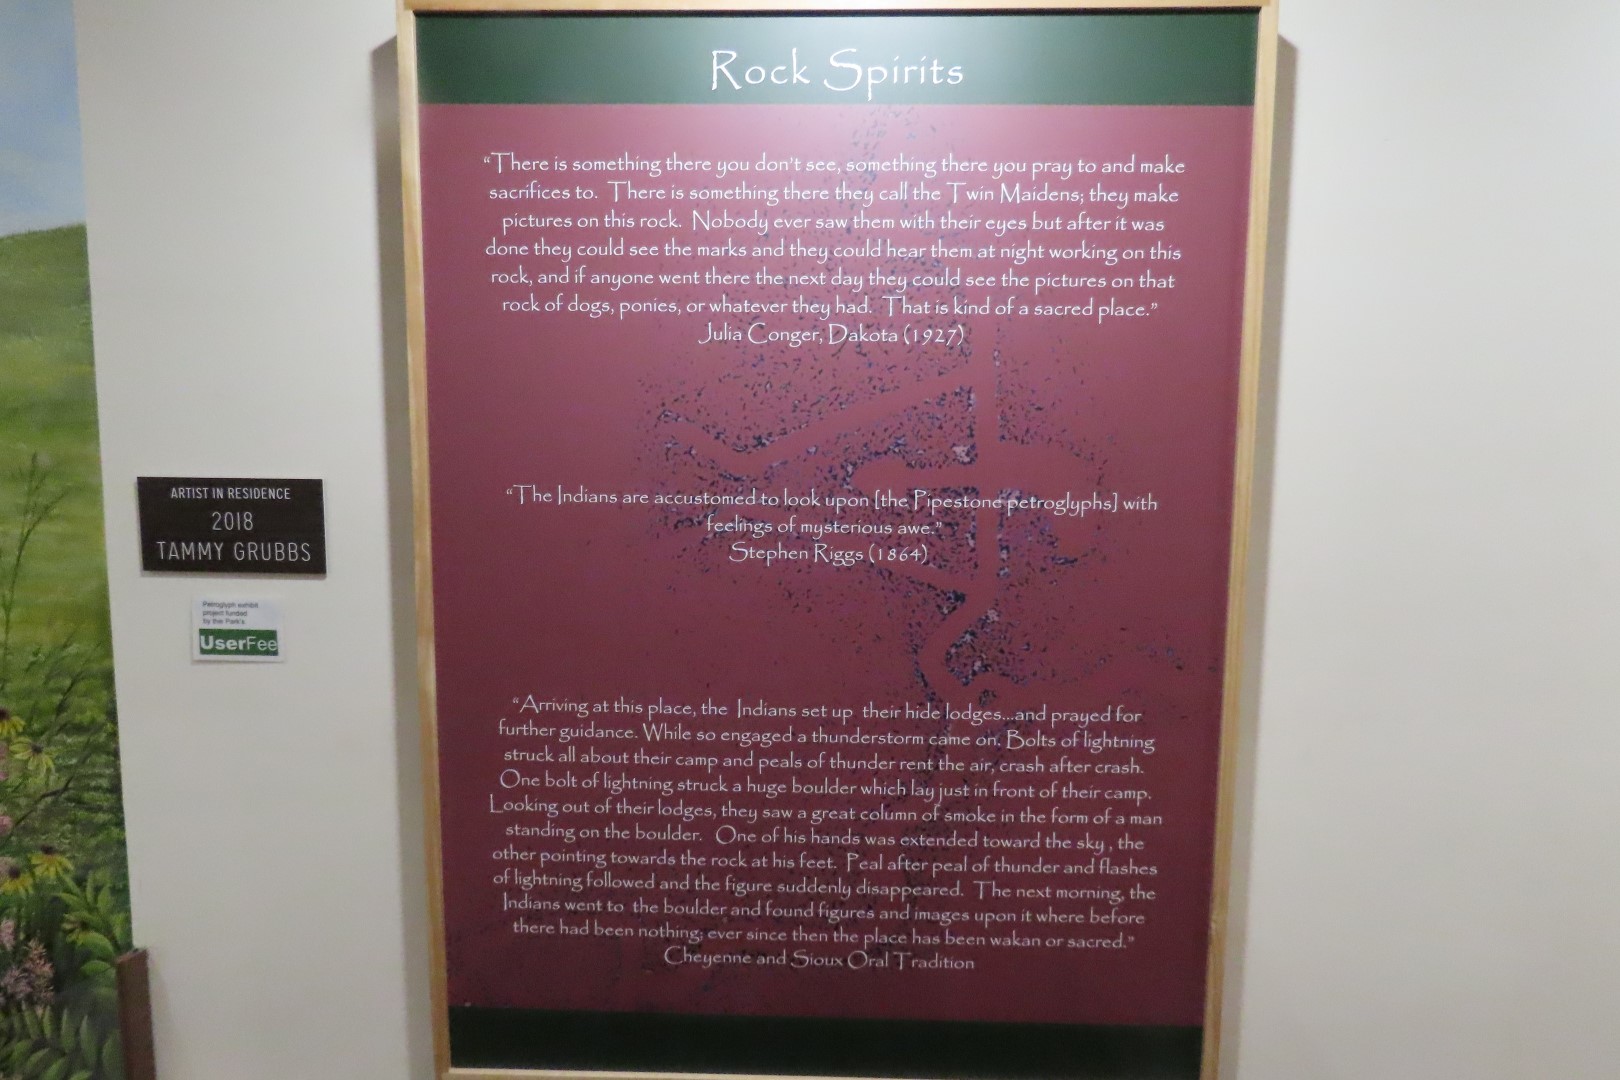 Rock Spirits
“There is something there you don't see, something there you pray to and make
sacrifices to. There is something there they call the Twin Maidens; they make
pictures on this rock. Nobody ever saw them with their eyes but after it was
done they could see the marks and they could hear them at night working on this
rock, and if anyone went there the next day they could see the pictures on that
rock of dogs, ponies, or whatever they had. That is kind of a sacred place.”
Julia Conger, Dakota (1927)
“The Indians are accustomed to look upon [the Pipestone petroglyphs] with
feelings of mysterious awe.”
Stephen Riggs (1864)
“Arriving at this place, the Indians set up their hide lodges...and prayed for
further guidance. While so engaged a thunderstorm came on. Bolts of lightning
struck all about their camp and peals of thunder rent the air, crash after crash.
One bolt of lightning struck a huge boulder which lay just in front of their camp.
Looking out of their lodges, they saw a great column of smoke in the form of a man
standing on the boulder. One of his hands was extended toward the sky, the
other pointing towards the rock at his feet. Peal after peal of thunder and flashes
of lightning followed and the figure suddenly disappeared. The next morning, the
Indians went to the boulder and found figures and images upon it where before
there had been nothing; ever since then the place has been wakan or sacred.”
Cheyenne and Sioux Oral Tradition
ARTIST IN RESIDENCE
2018
TAMMY GRUBBS
Petroglyph exhibit
project funded
by the Park's
UserFee